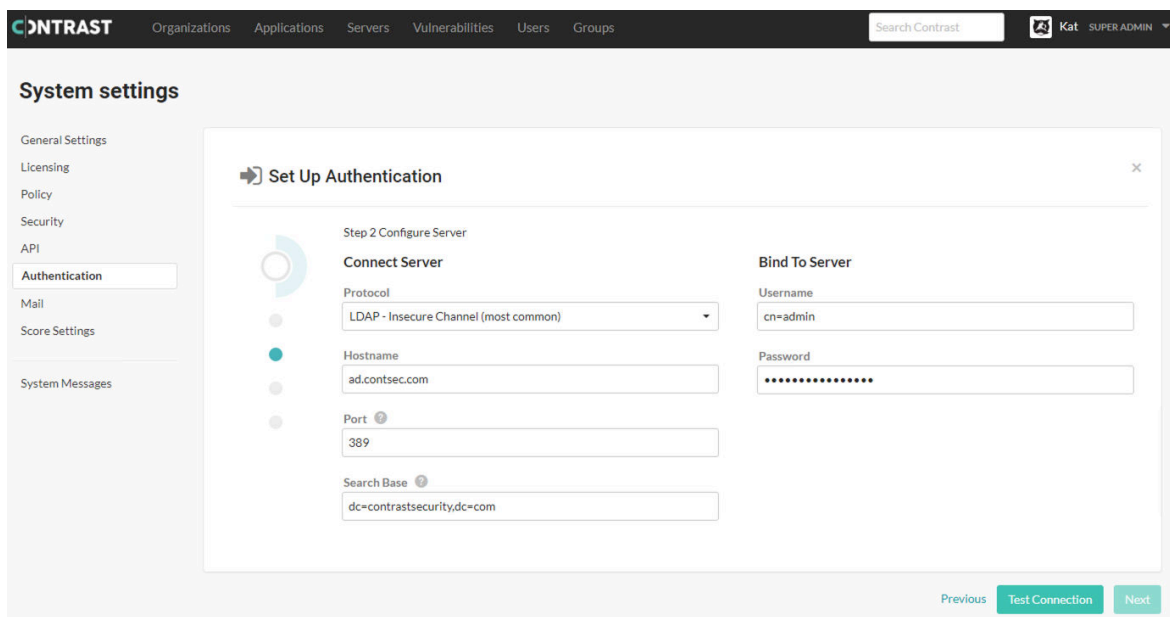 CONTRAST Organizations Applications Servers Vulnerabilities Users Groups Search Contrast Kat SUPER ADMIN
System settings
General Settings
Licensing
Policy
Security
API
Authentication
Mail
Score Settings
System Messages
Set Up Authentication
Step 2 Configure Server
Connect Server
Protocol
LDAP - Insecure Channel (most common)
Hostname
ad.contsec.com
Port
389
Search Base
dc=contrastsecurity,dc=com
Bind To Server
Username
cn=admin
Password
••••••••••••••••
Previous Test Connection Next